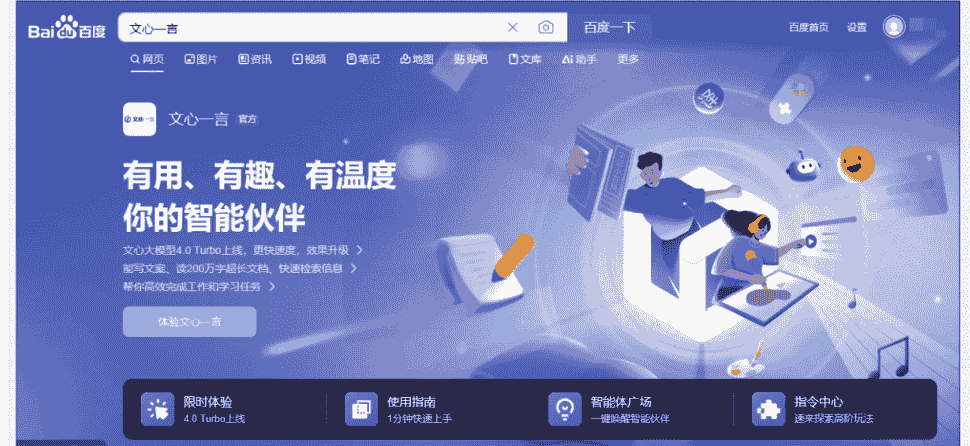 Bai du 百度 文心一言 百度一下 百度首页 设置
网页 图片 资讯 视频 笔记 地图 贴吧 文库 Ai 助手 更多
文心一言 文心一言 官方
有用、有趣、有温度
你的智能伙伴
文心大模型4.0 Turbo上线，更快速度，效果升级 >
能写文案、读200万字超长文档、快速检索信息 >
帮你高效完成工作和学习任务 >
体验文心一言
限时体验 使用指南 智能体广场 指令中心
4.0 Turbo上线 1分钟快速上手 一键唤醒智能伙伴 速来探索高阶玩法